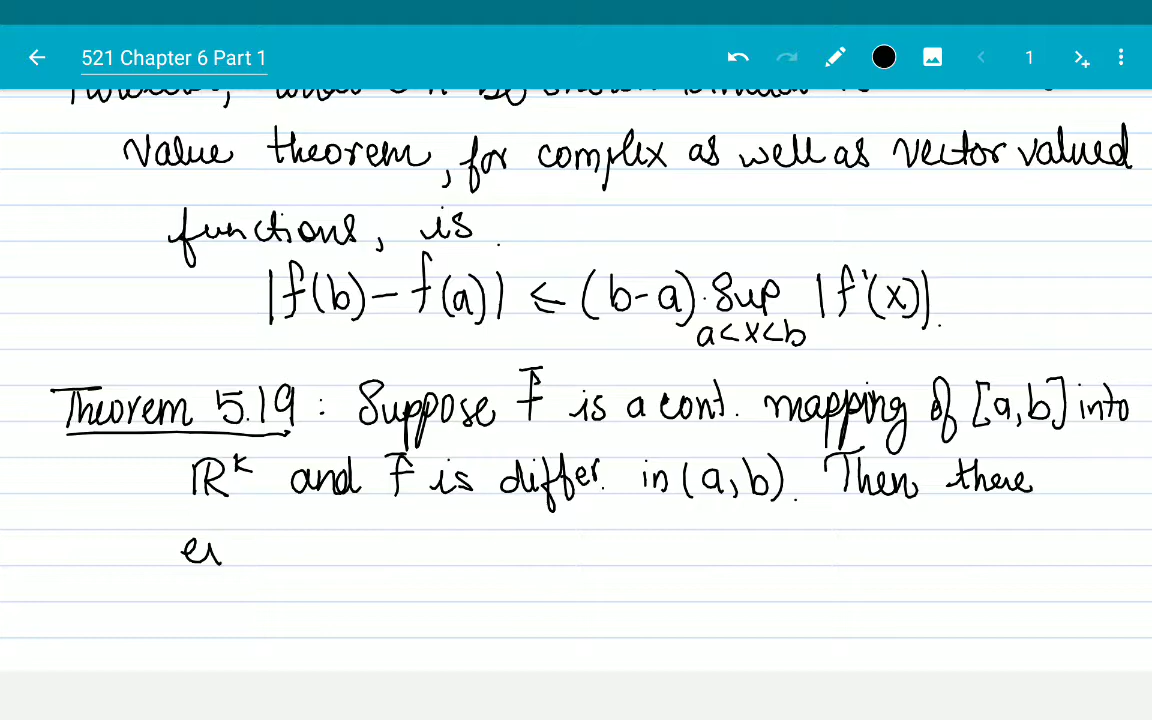 521 Chapter 6 Part 1
1
Value theorem, for complex as well as vector valued
functions, is
|f(b) - f(a)| ≤ (b-a) Sup |f'(x)|.
a<x<b
Theorem 5.19 : Suppose f̄ is a cont. mapping of [a,b] into
ℝᵏ and f̄ is differ. in (a,b). Then there